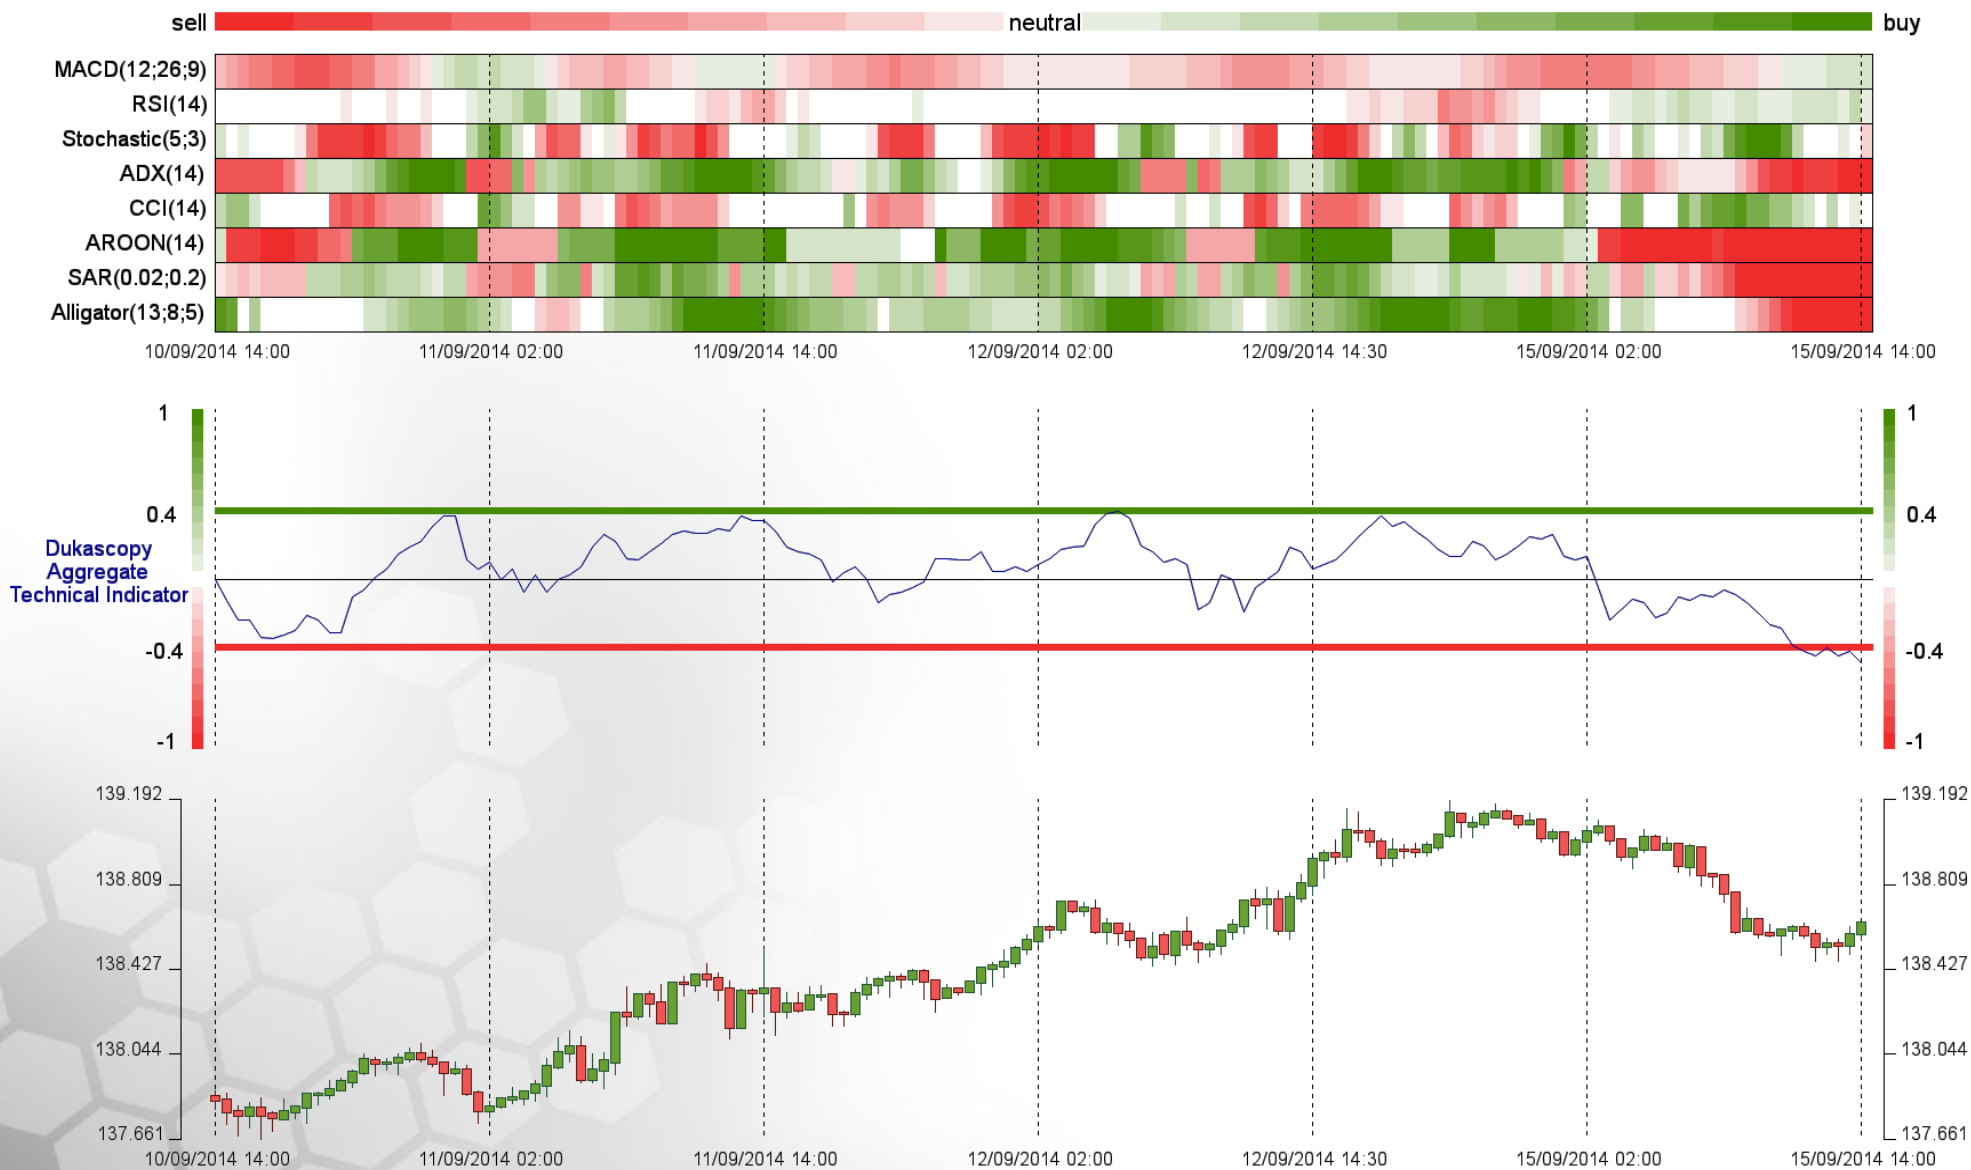 sell neutral buy
MACD(12;26;9)
RSI(14)
Stochastic(5;3)
ADX(14)
CCI(14)
AROON(14)
SAR(0.02;0.2)
Alligator(13;8;5)
10/09/2014 14:00 11/09/2014 02:00 11/09/2014 14:00 12/09/2014 02:00 12/09/2014 14:30 15/09/2014 02:00 15/09/2014 14:00
1 1
0.4 0.4
Dukascopy
Aggregate
Technical Indicator
-0.4 -0.4
-1 -1
139.192 139.192
138.809 138.809
138.427 138.427
138.044 138.044
137.661 137.661
10/09/2014 14:00 11/09/2014 02:00 11/09/2014 14:00 12/09/2014 02:00 12/09/2014 14:30 15/09/2014 02:00 15/09/2014 14:00